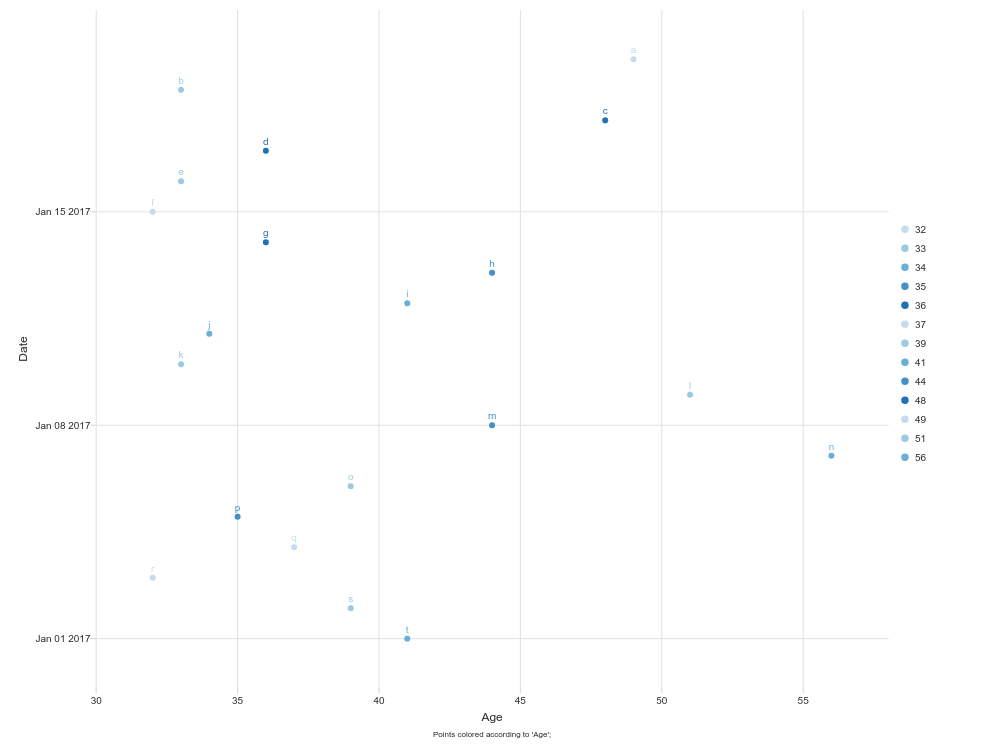 a
b
c
d
e
f
Jan 15 2017
g
h
i
j
k
l
m
Jan 08 2017
n
o
p
q
r
s
t
Jan 01 2017
Date
30 35 40 45 50 55
Age
Points colored according to 'Age';
32
33
34
35
36
37
39
41
44
48
49
51
56